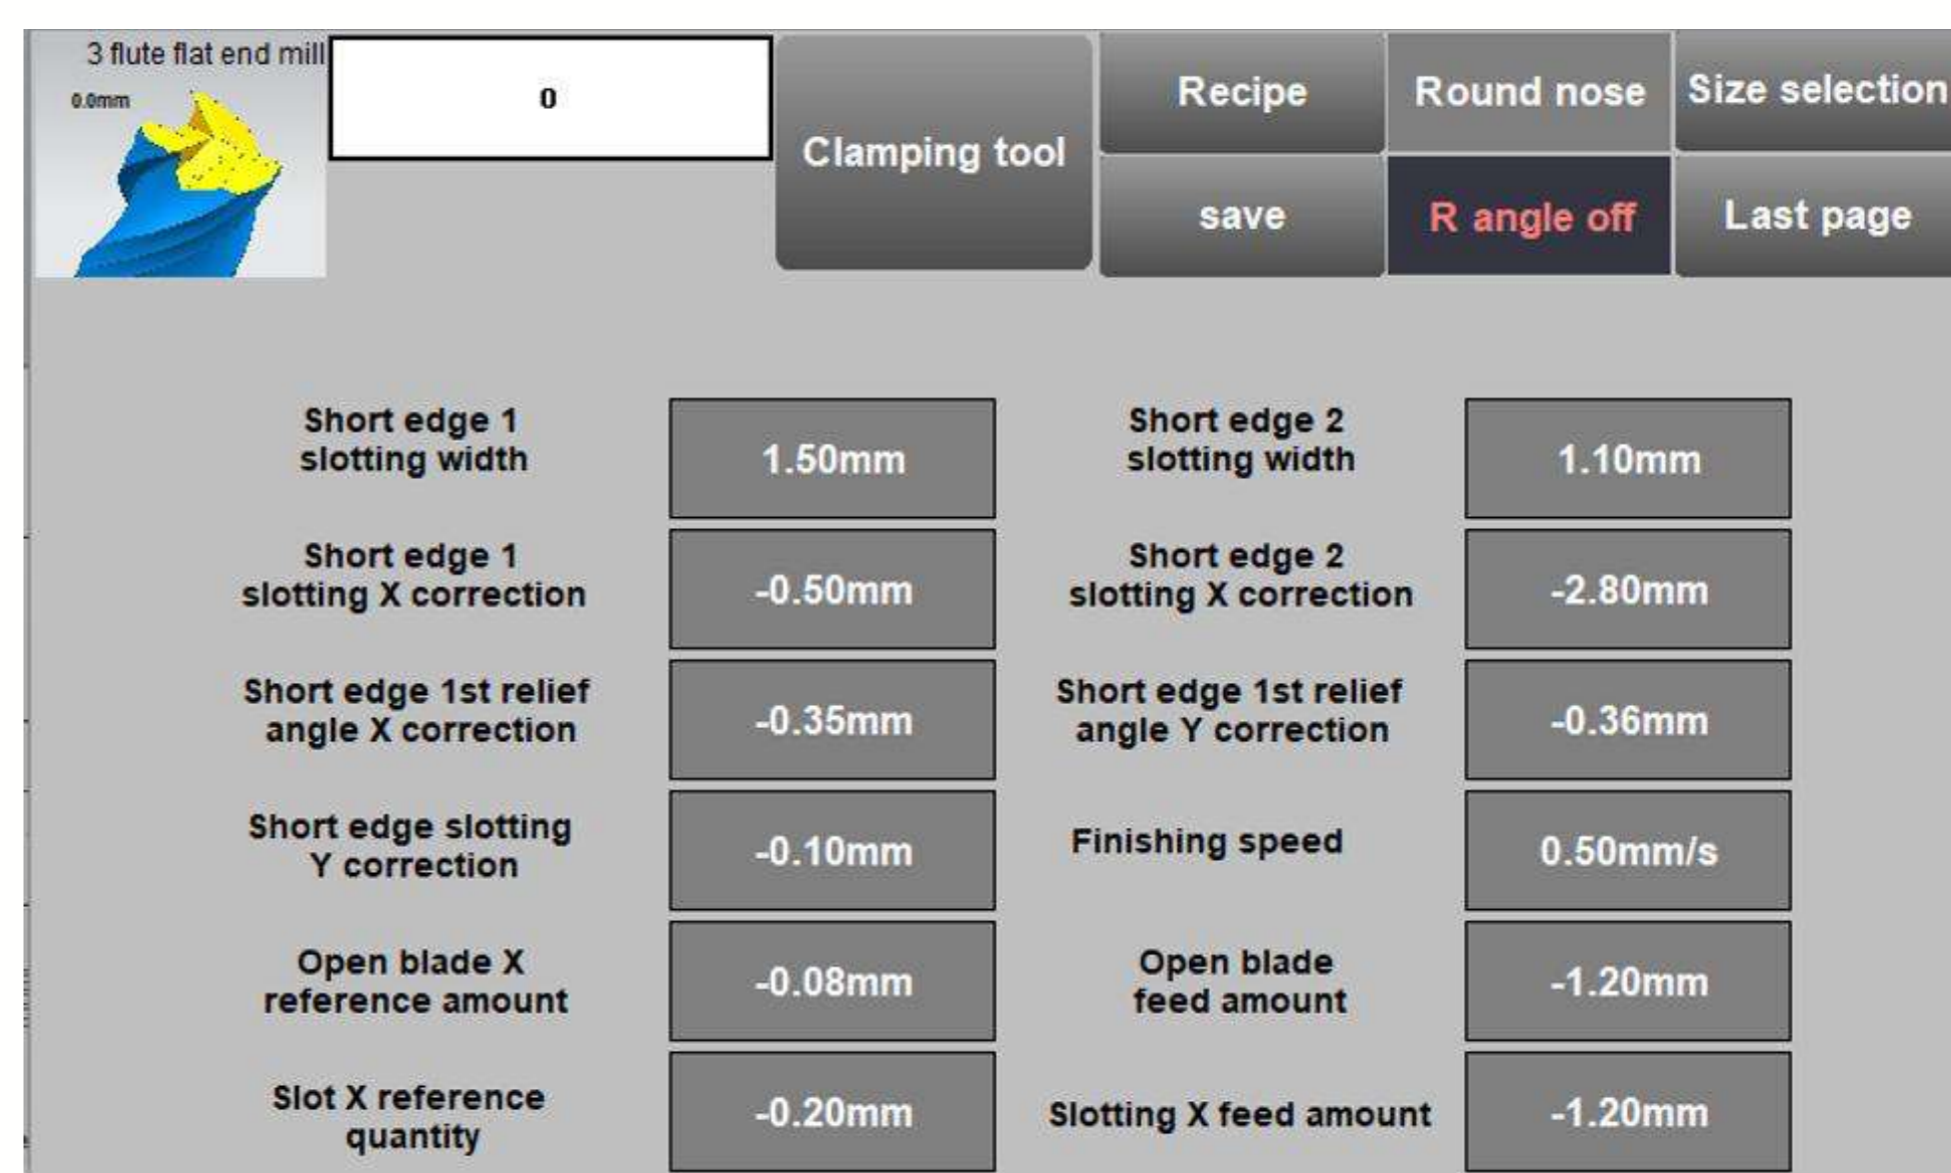 3 flute flat end mill
0.0mm
0
Clamping tool
Recipe
Round nose
Size selection
save
R angle off
Last page
Short edge 1
slotting width
1.50mm
Short edge 2
slotting width
1.10mm
Short edge 1
slotting X correction
-0.50mm
Short edge 2
slotting X correction
-2.80mm
Short edge 1st relief
angle X correction
-0.35mm
Short edge 1st relief
angle Y correction
-0.36mm
Short edge slotting
Y correction
-0.10mm
Finishing speed
0.50mm/s
Open blade X
reference amount
-0.08mm
Open blade
feed amount
-1.20mm
Slot X reference
quantity
-0.20mm
Slotting X feed amount
-1.20mm